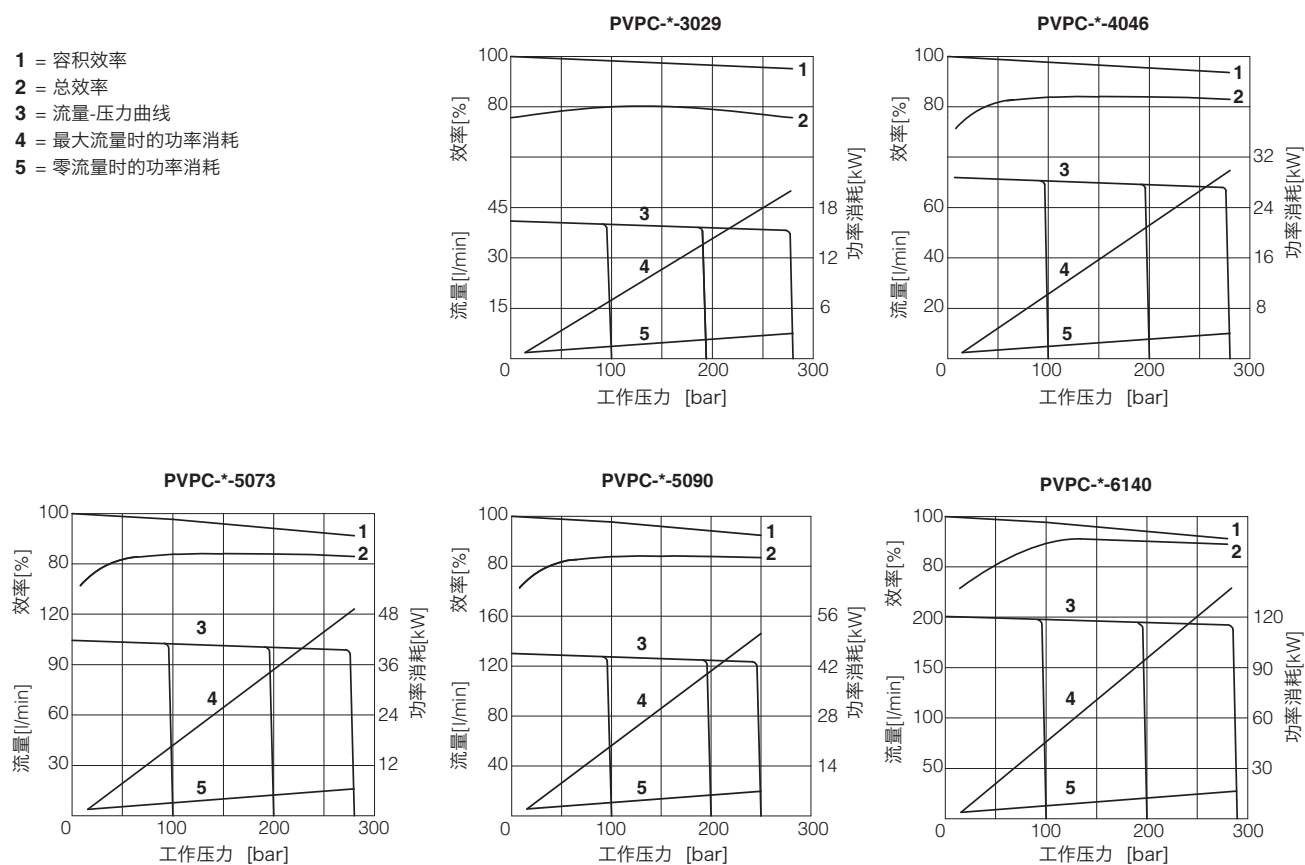 1 = 容积效率
2 = 总效率
3 = 流量-压力曲线
4 = 最大流量时的功率消耗
5 = 零流量时的功率消耗
PVPC-*-3029
效率[%]
100
80
流量[l/min]
45
30
15
功率消耗[kW]
18
12
6
1
2
3
4
5
0 100 200 300
工作压力 [bar]
PVPC-*-4046
效率[%]
100
80
流量[l/min]
60
40
20
功率消耗[kW]
32
24
16
8
1
2
3
4
5
0 100 200 300
工作压力 [bar]
PVPC-*-5073
效率[%]
100
80
流量[l/min]
120
90
60
30
功率消耗[kW]
48
36
24
12
1
2
3
4
5
0 100 200 300
工作压力 [bar]
PVPC-*-5090
效率[%]
100
80
流量[l/min]
160
120
80
40
功率消耗[kW]
56
42
28
14
1
2
3
4
5
0 100 200 300
工作压力 [bar]
PVPC-*-6140
效率[%]
100
80
流量[l/min]
200
150
100
50
功率消耗[kW]
120
90
60
30
1
2
3
4
5
0 100 200 300
工作压力 [bar]